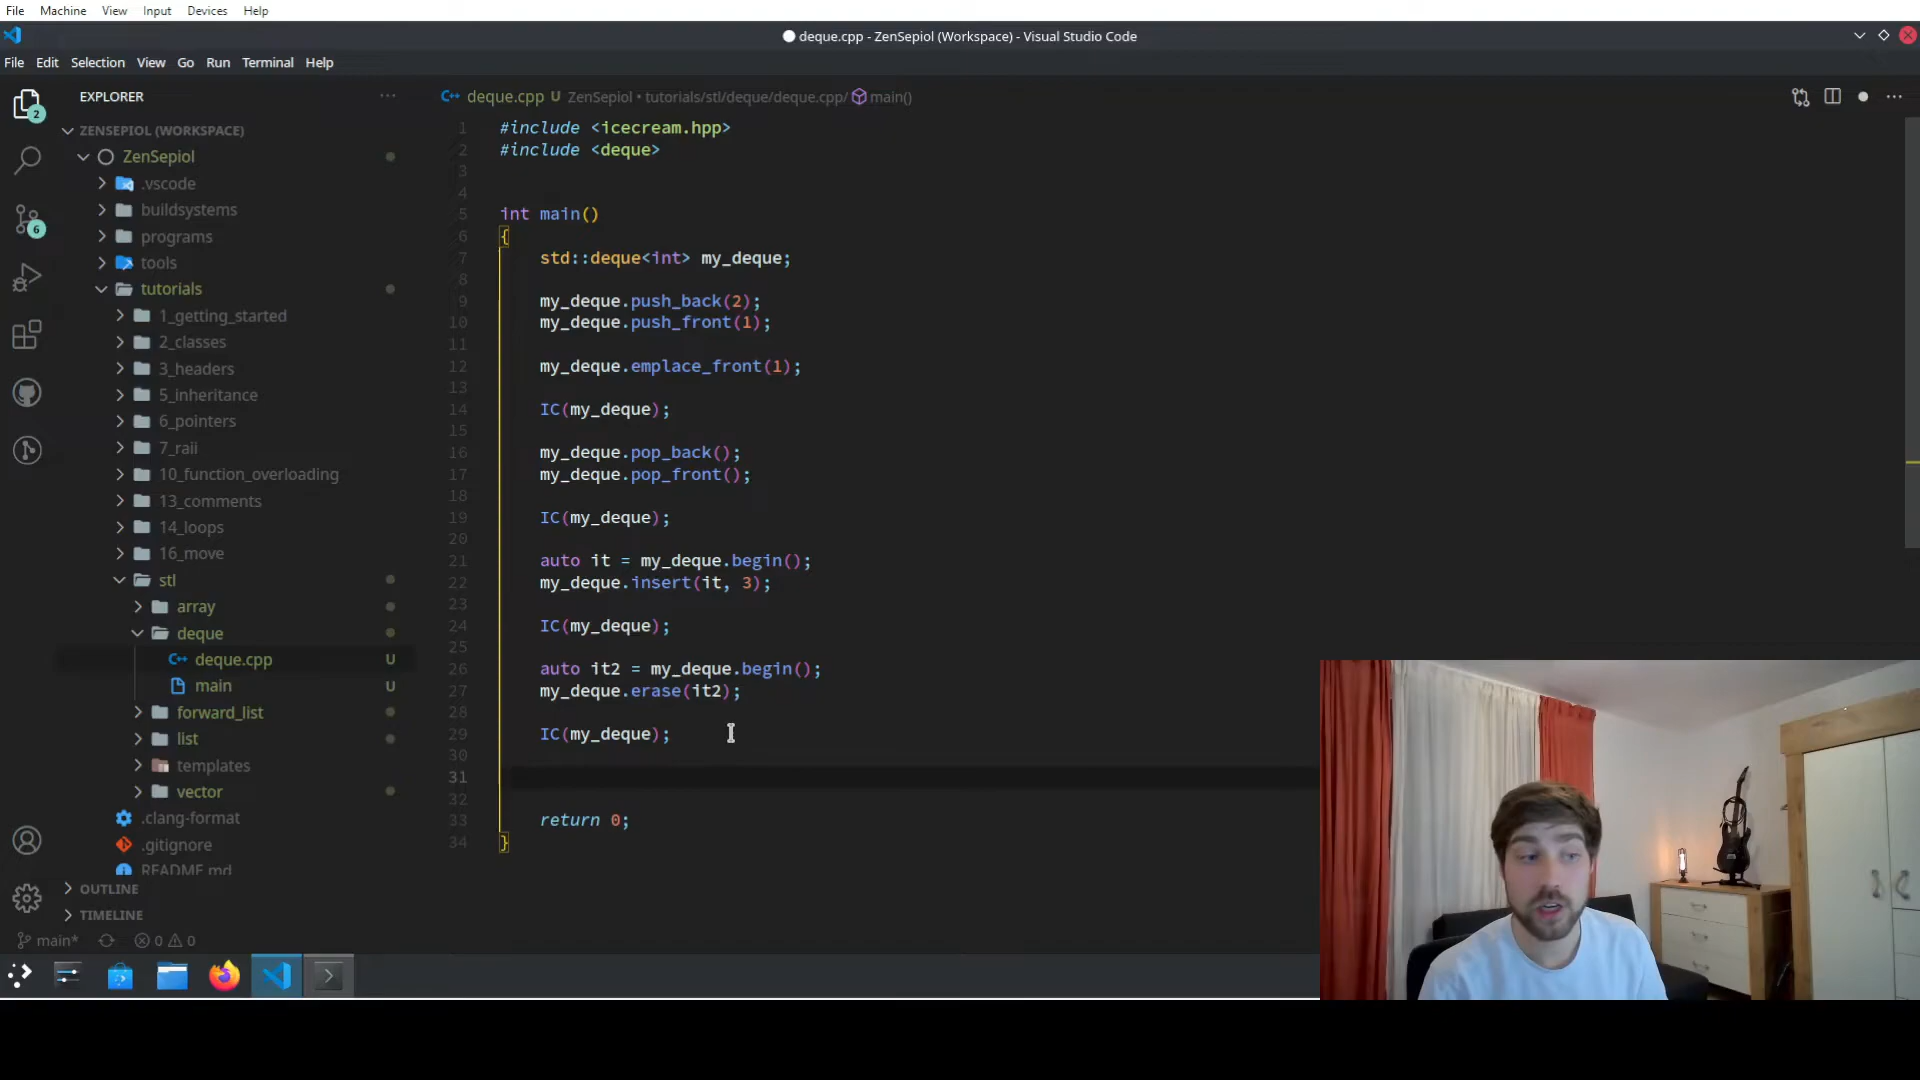 File Machine View Input Devices Help
deque.cpp - ZenSepiol (Workspace) - Visual Studio Code
File Edit Selection View Go Run Terminal Help
EXPLORER
deque.cpp U ZenSepiol • tutorials/stl/deque/deque.cpp/ main()
2
6
ZENSEPIOL (WORKSPACE)
ZenSepiol
.vscode
buildsystems
programs
tools
tutorials
1_getting_started
2_classes
3_headers
5_inheritance
6_pointers
7_raii
10_function_overloading
13_comments
14_loops
16_move
stl
array
deque
deque.cpp U
main U
forward_list
list
templates
vector
.clang-format
.gitignore
README.md
OUTLINE
TIMELINE
main* 0 0
1 #include <icecream.hpp>
2 #include <deque>
3
4
5 int main()
6 {
7 std::deque<int> my_deque;
8
9 my_deque.push_back(2);
10 my_deque.push_front(1);
11
12 my_deque.emplace_front(1);
13
14 IC(my_deque);
15
16 my_deque.pop_back();
17 my_deque.pop_front();
18
19 IC(my_deque);
20
21 auto it = my_deque.begin();
22 my_deque.insert(it, 3);
23
24 IC(my_deque);
25
26 auto it2 = my_deque.begin();
27 my_deque.erase(it2);
28
29 IC(my_deque);
30
31
32
33 return 0;
34 }